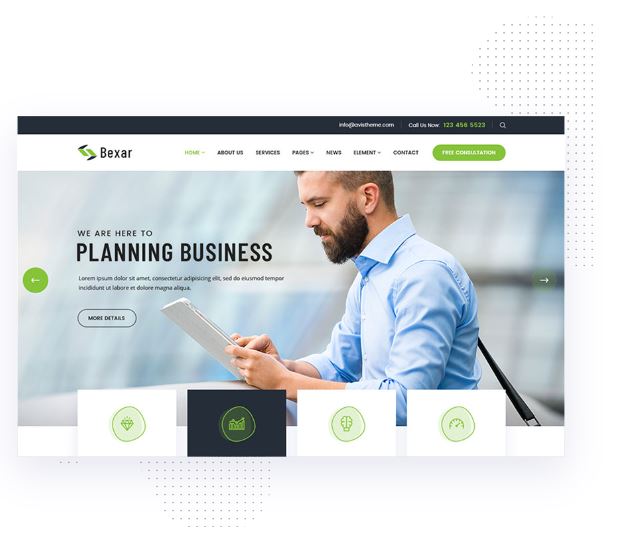 info@avistheme.com Call Us Now: 123 456 5523
Bexar HOME ABOUT US SERVICES PAGES NEWS ELEMENT CONTACT FREE CONSULTATION
WE ARE HERE TO
PLANNING BUSINESS
Lorem ipsum dolor sit amet, consectetur adipisicing elit, sed do eiusmod tempor
incididunt ut labore et dolore magna aliqua.
MORE DETAILS